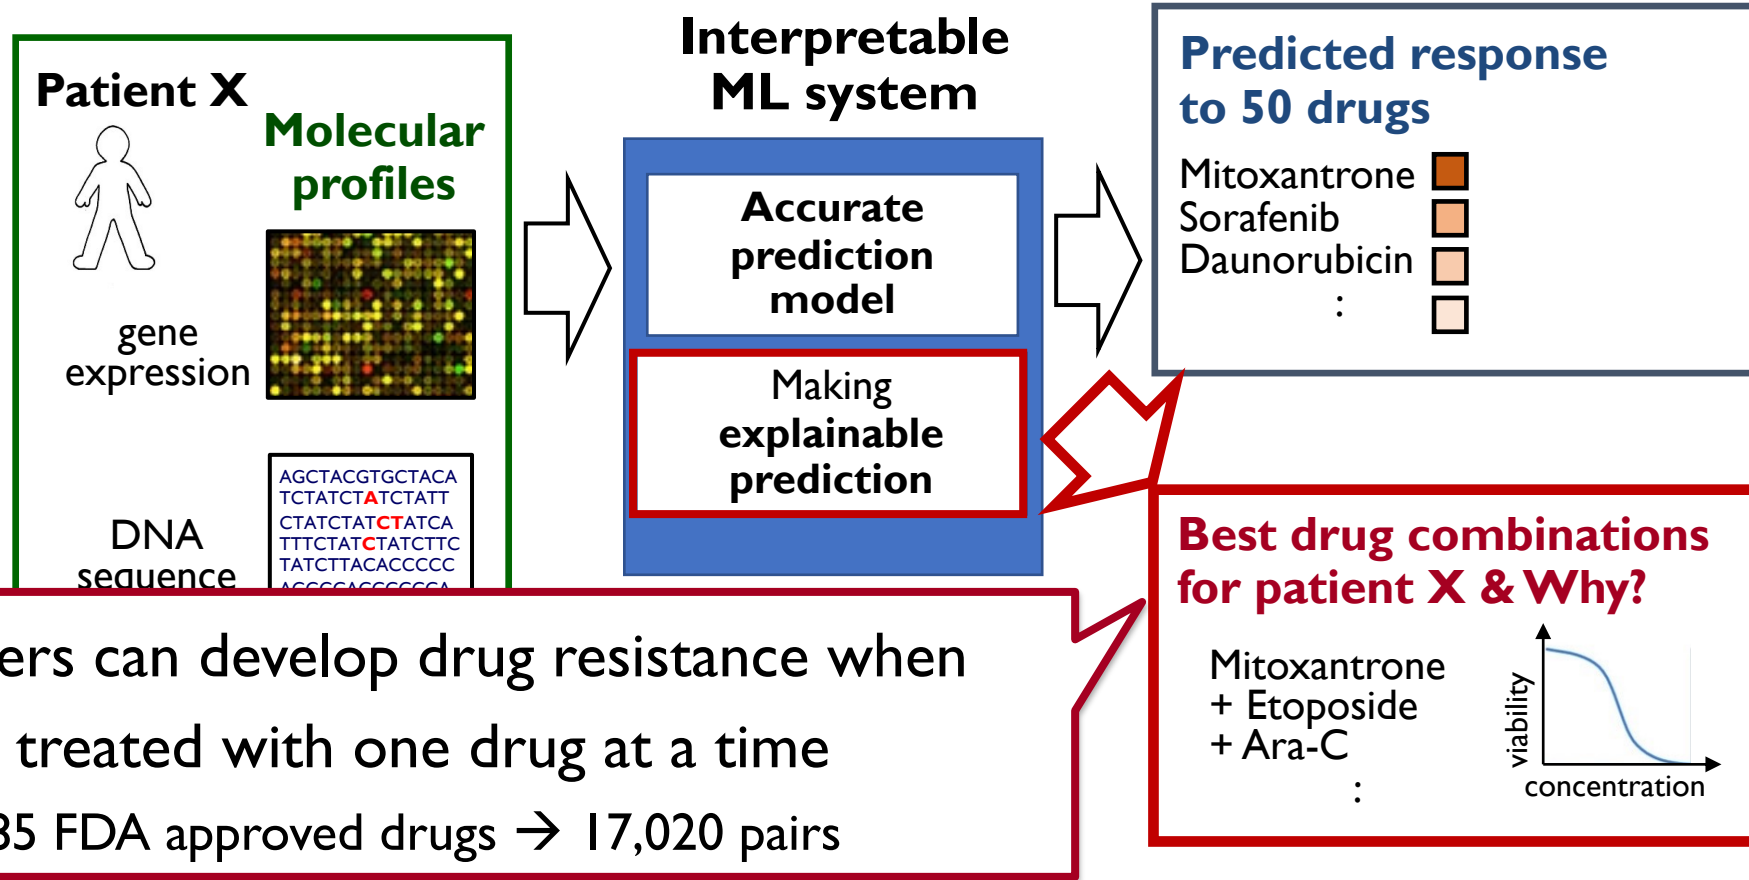 Patient X
Molecular
profiles
gene
expression
DNA
sequence
AGCTACGTGCTACA
TCTATCTATCTATT
CTATCTATCTATCA
TTTCTATCTATCTTC
TATCTTACACCCCC
Interpretable
ML system
Accurate
prediction
model
Making
explainable
prediction
Predicted response
to 50 drugs
Mitoxantrone
Sorafenib
Daunorubicin
:
Best drug combinations
for patient X & Why?
Mitoxantrone
+ Etoposide
+ Ara-C
:
viability
concentration
ers can develop drug resistance when
treated with one drug at a time
85 FDA approved drugs → 17,020 pairs